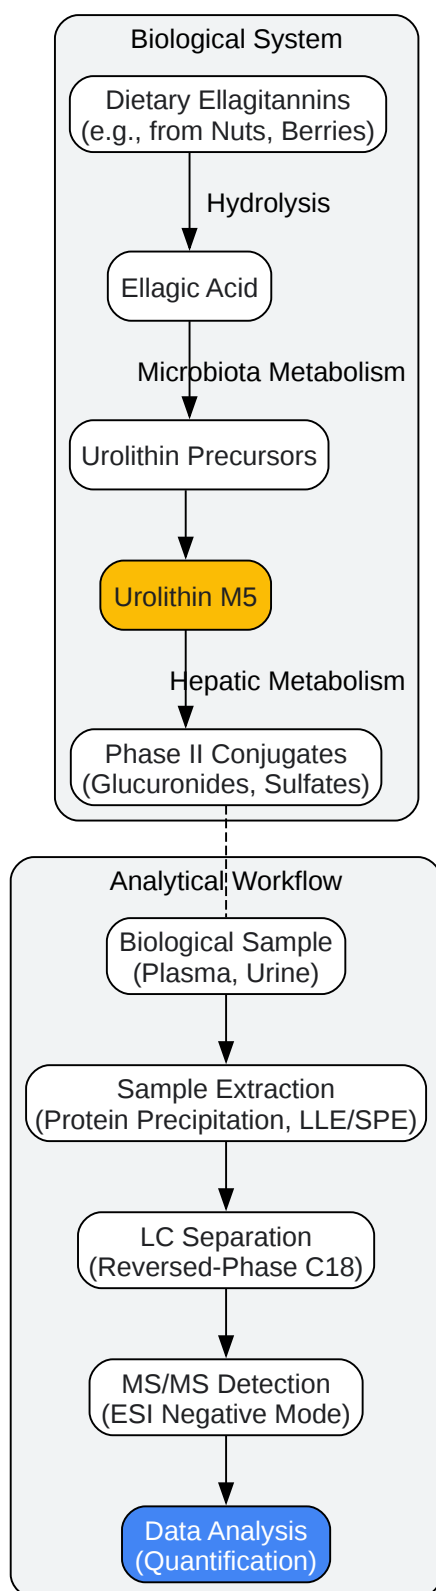 Biological System
Dietary Ellagitannins
(e.g., from Nuts, Berries)
Hydrolysis
Ellagic Acid
Microbiota Metabolism
Urolithin Precursors
Urolithin M5
Hepatic Metabolism
Phase II Conjugates
(Glucuronides, Sulfates)
Analytical Workflow
Biological Sample
(Plasma, Urine)
Sample Extraction
(Protein Precipitation, LLE/SPE)
LC Separation
(Reversed-Phase C18)
MS/MS Detection
(ESI Negative Mode)
Data Analysis
(Quantification)